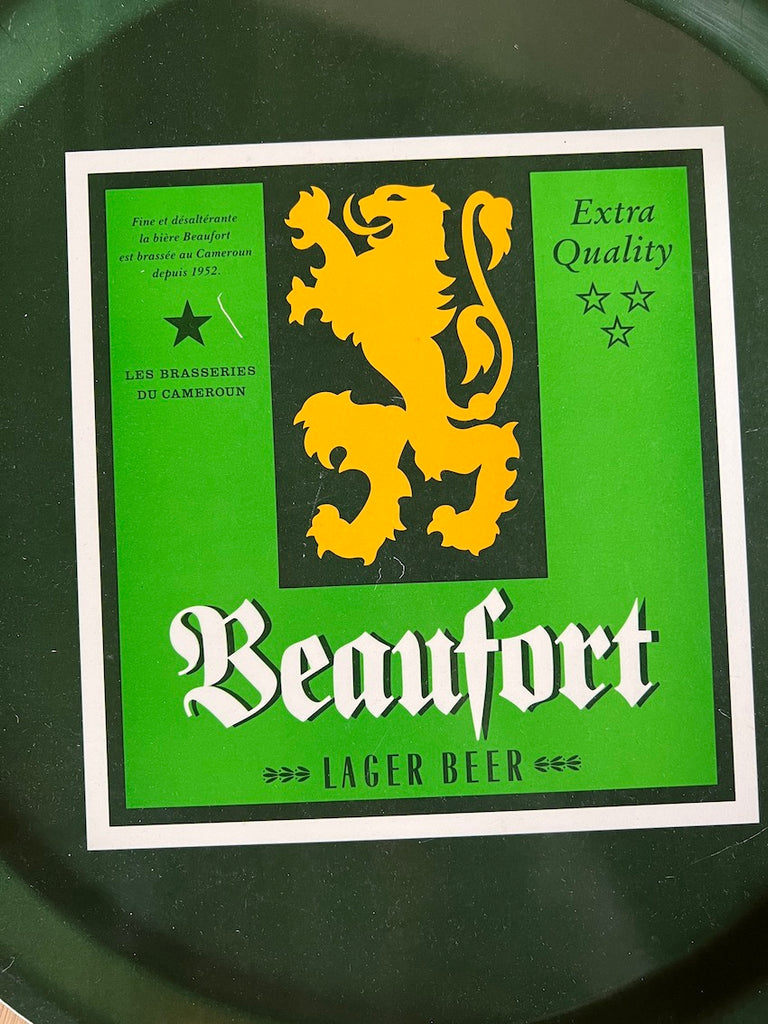 Fine et désaltérante
la bière Beaufort
est brassée au Cameroun
depuis 1952.
LES BRASSERIES
DU CAMEROUN
Extra
Quality
Beaufort
LAGER BEER